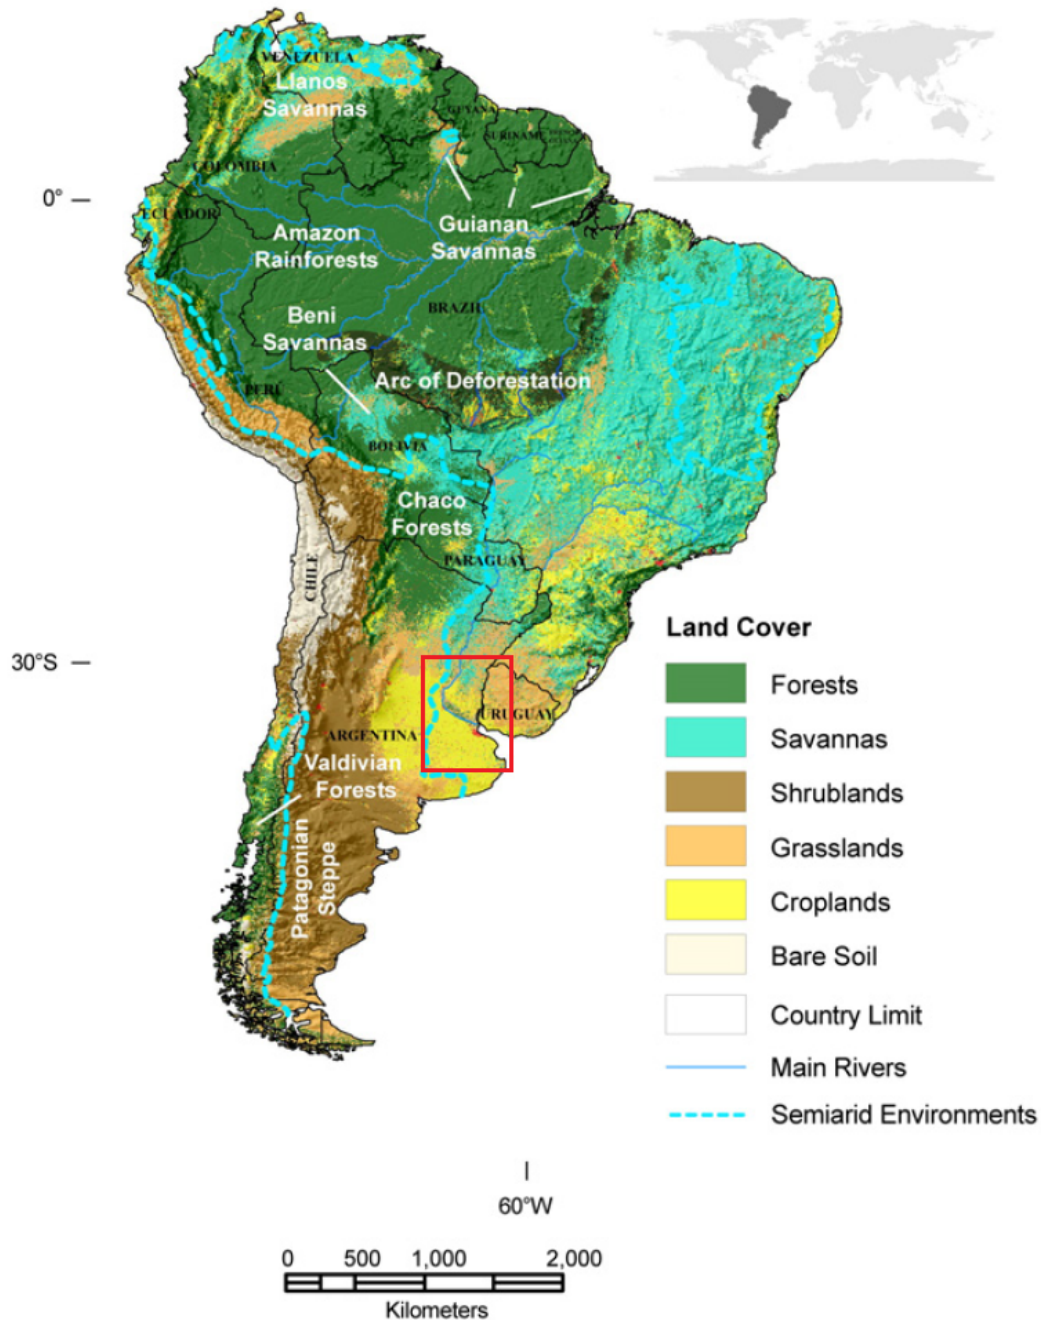 VENEZUELA
Llanos
Savannas
GUYANA
SURINAME
COLOMBIA
0°
ECUADOR
Guianan
Savannas
Amazon
Rainforests
BRAZIL
Beni
Savannas
Arc of Deforestation
PERU
BOLIVIA
Chaco
Forests
PARAGUAY
CHILE
30°S
URUGUAY
ARGENTINA
Valdivian
Forests
Patagonian
Steppe
Land Cover
Forests
Savannas
Shrublands
Grasslands
Croplands
Bare Soil
Country Limit
Main Rivers
Semiarid Environments
60°W
0 500 1,000 2,000
Kilometers